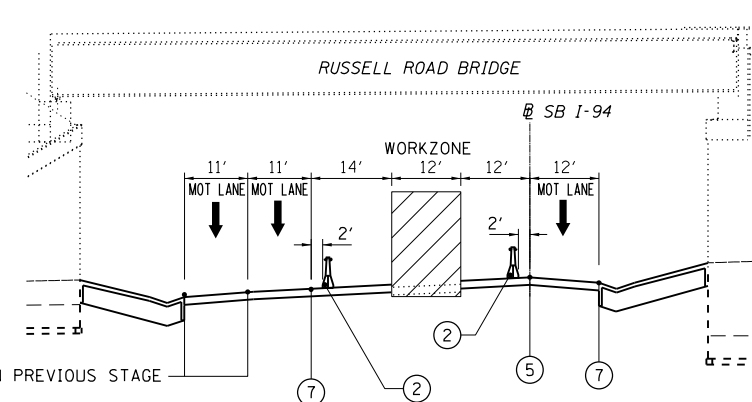 RUSSELL ROAD BRIDGE
SB I-94
WORKZONE
11' 11' 14' 12' 12' 12'
MOT LANE MOT LANE MOT LANE
2' 2'
PREVIOUS STAGE
2
7 2 5 7